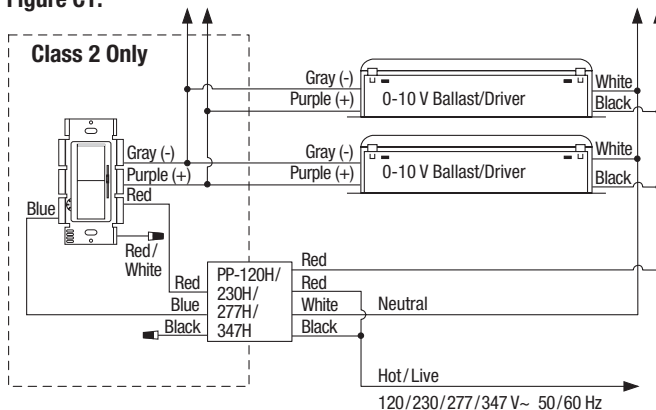 Figure C1:
Class 2 Only
Gray (-)
Purple (+)
0-10 V Ballast/Driver
White
Black
Gray (-)
Purple (+)
Gray (-)
Purple (+)
0-10 V Ballast/Driver
White
Black
Blue
Red
Red/
White
Red
Blue
Black
PP-120H/
230H/
277H/
347H
Red
Red
White
Neutral
Black
Hot/Live
120/230/277/347 V~ 50/60 Hz